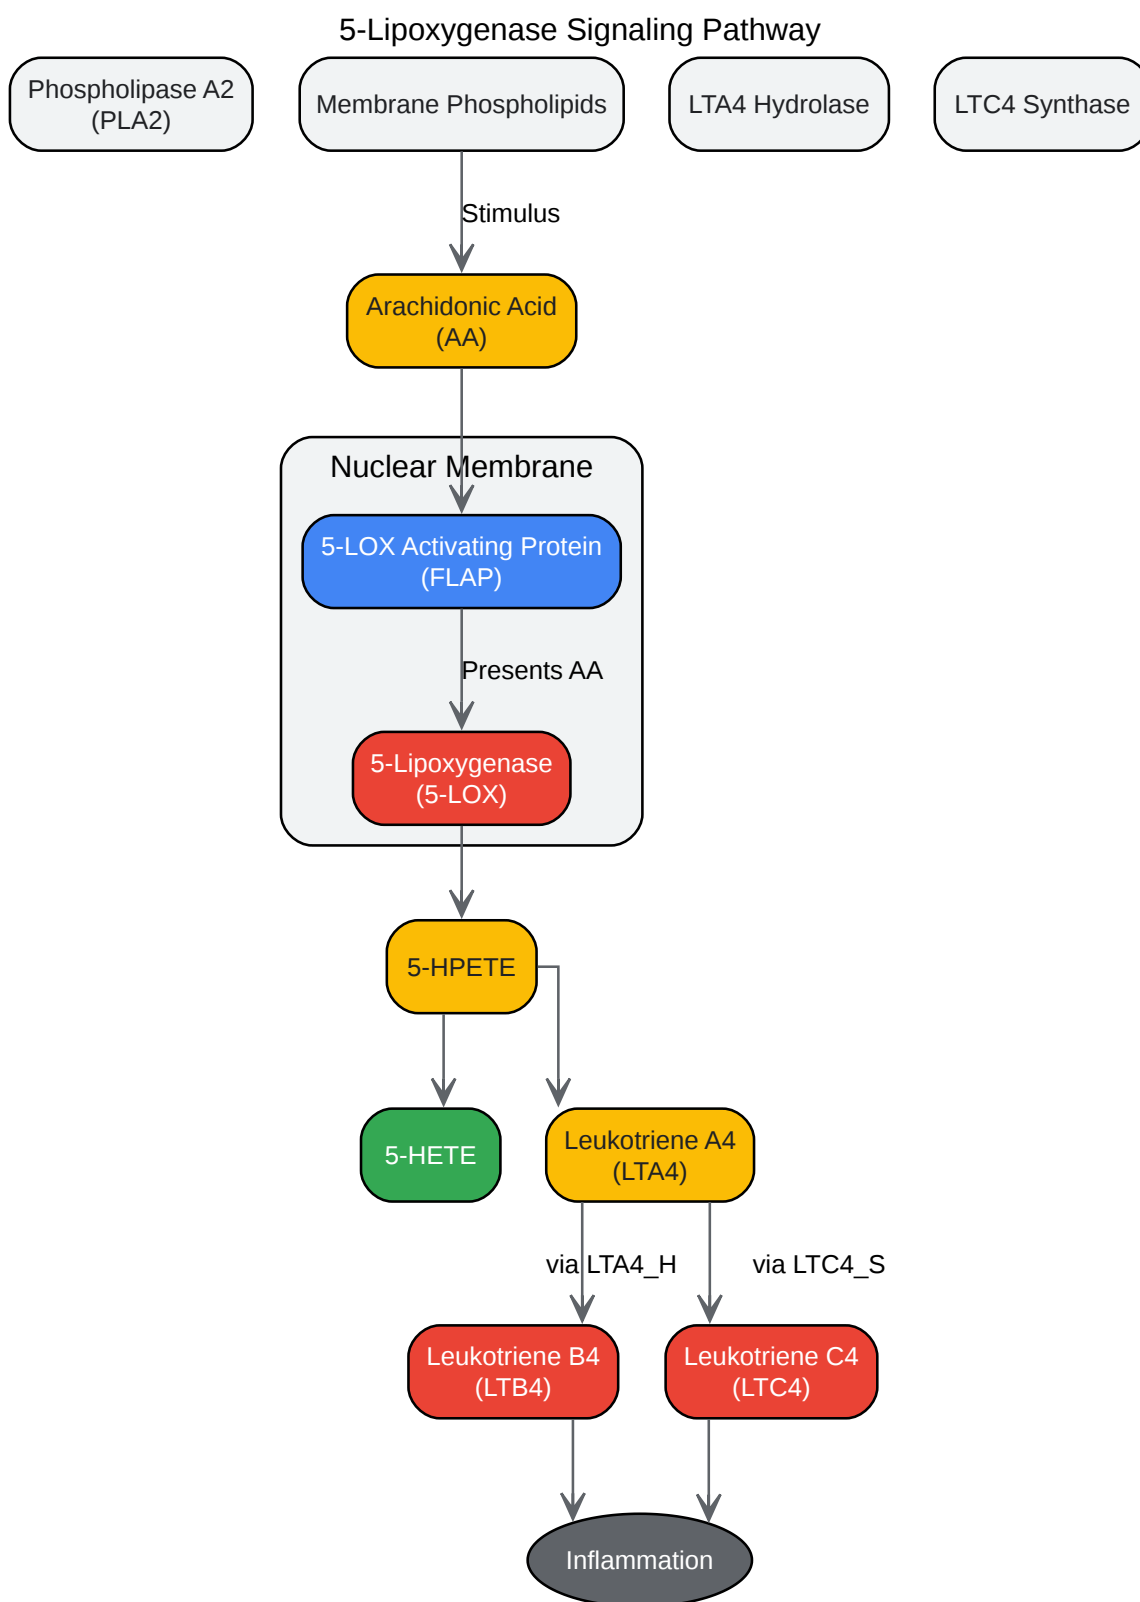 5-Lipoxygenase Signaling Pathway
Phospholipase A2
(PLA2)
Membrane Phospholipids
LTA4 Hydrolase
LTC4 Synthase
Stimulus
Arachidonic Acid
(AA)
Nuclear Membrane
5-LOX Activating Protein
(FLAP)
Presents AA
5-Lipoxygenase
(5-LOX)
5-HPETE
5-HETE
Leukotriene A4
(LTA4)
via LTA4_H
via LTC4_S
Leukotriene B4
(LTB4)
Leukotriene C4
(LTC4)
Inflammation